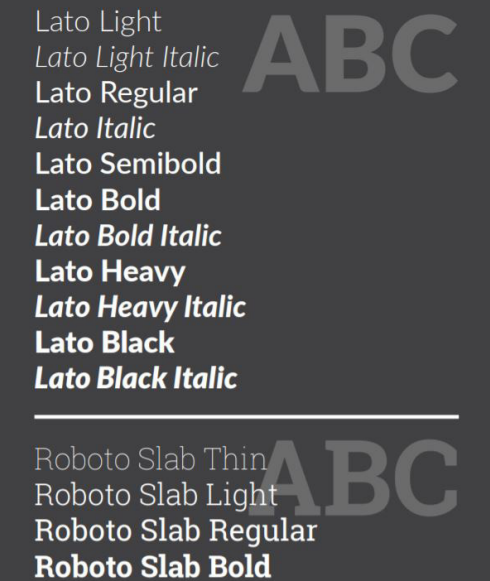 Lato Light
ABC
Lato Light Italic
Lato Regular
Lato Italic
Lato Semibold
Lato Bold
Lato Bold Italic
Lato Heavy
Lato Heavy Italic
Lato Black
Lato Black Italic
Roboto Slab Thin
ABC
Roboto Slab Light
Roboto Slab Regular
Roboto Slab Bold